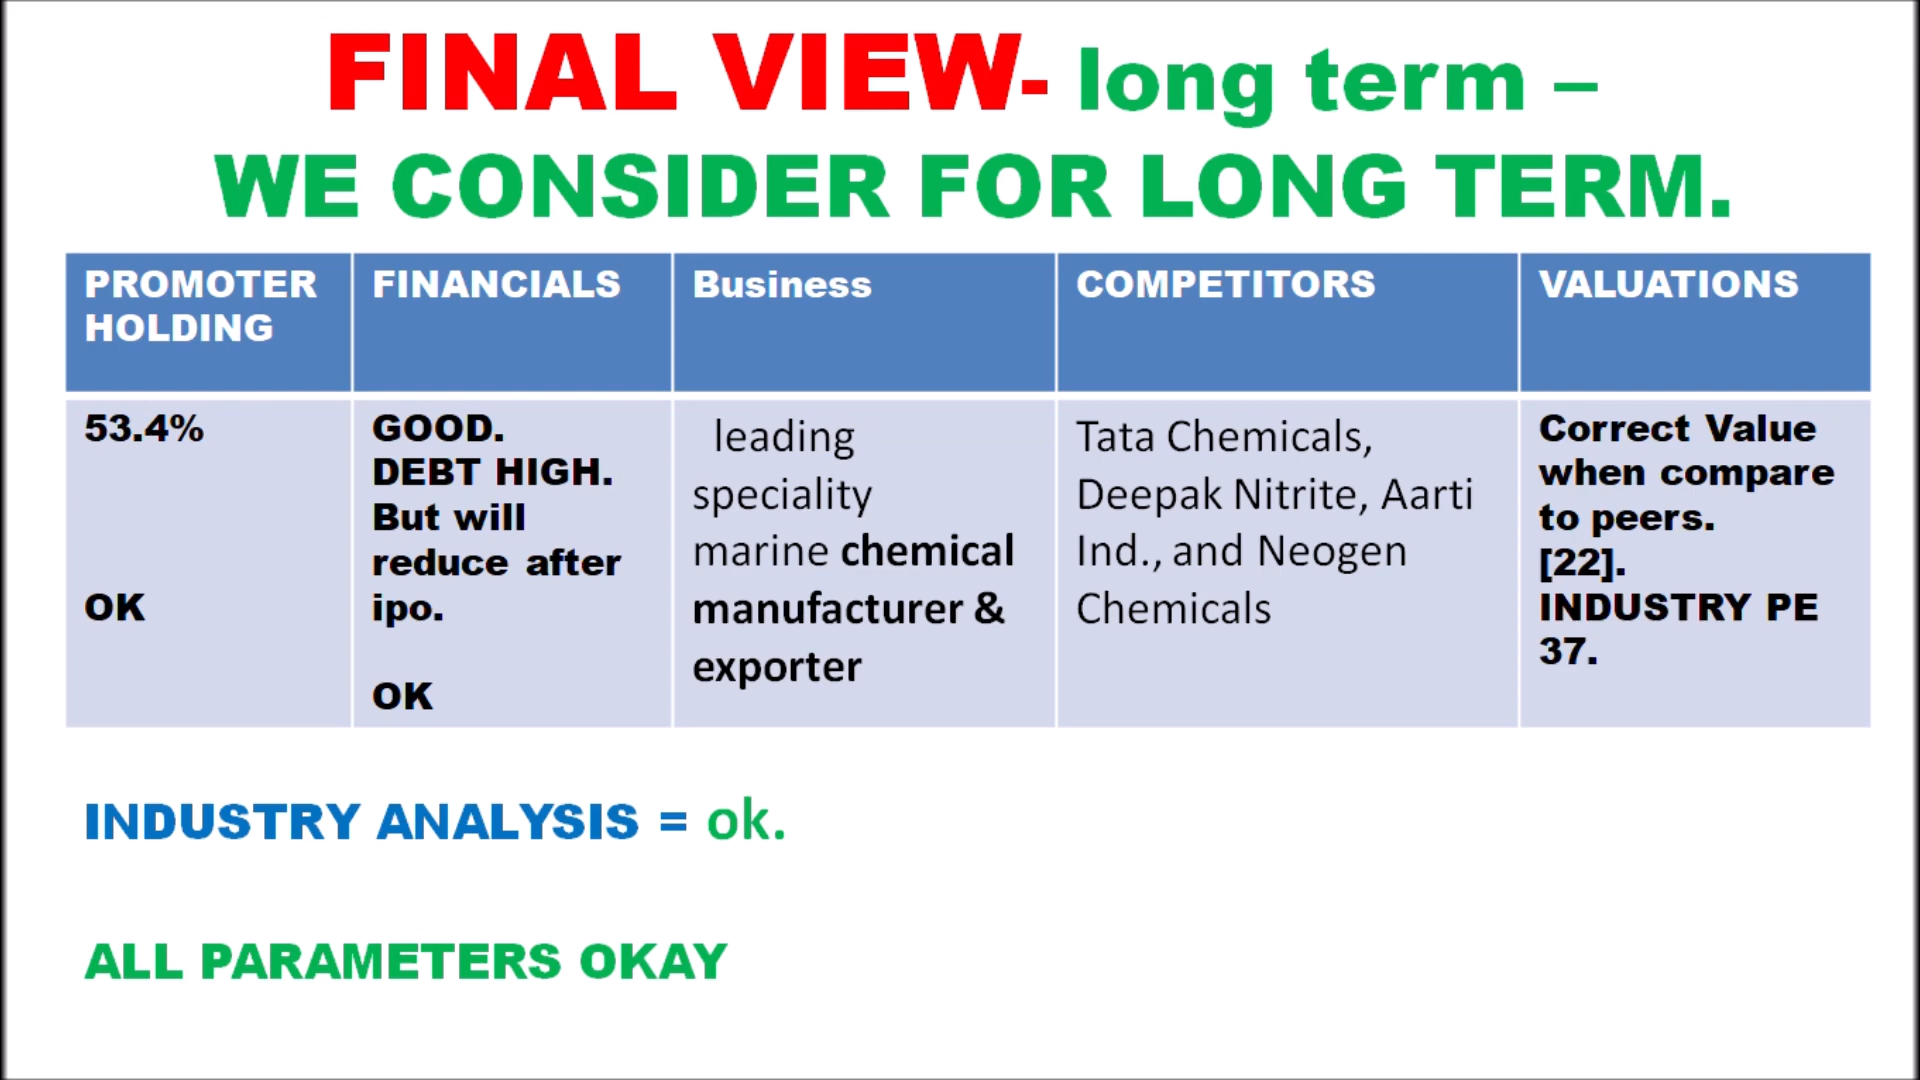 FINAL VIEW- long term –
WE CONSIDER FOR LONG TERM.
PROMOTER
HOLDING
FINANCIALS
Business
COMPETITORS
VALUATIONS
53.4%
OK
GOOD.
DEBT HIGH.
But will
reduce after
ipo.
OK
leading
speciality
marine chemical
manufacturer &
exporter
Tata Chemicals,
Deepak Nitrite, Aarti
Ind., and Neogen
Chemicals
Correct Value
when compare
to peers.
[22].
INDUSTRY PE
37.
INDUSTRY ANALYSIS = ok.
ALL PARAMETERS OKAY